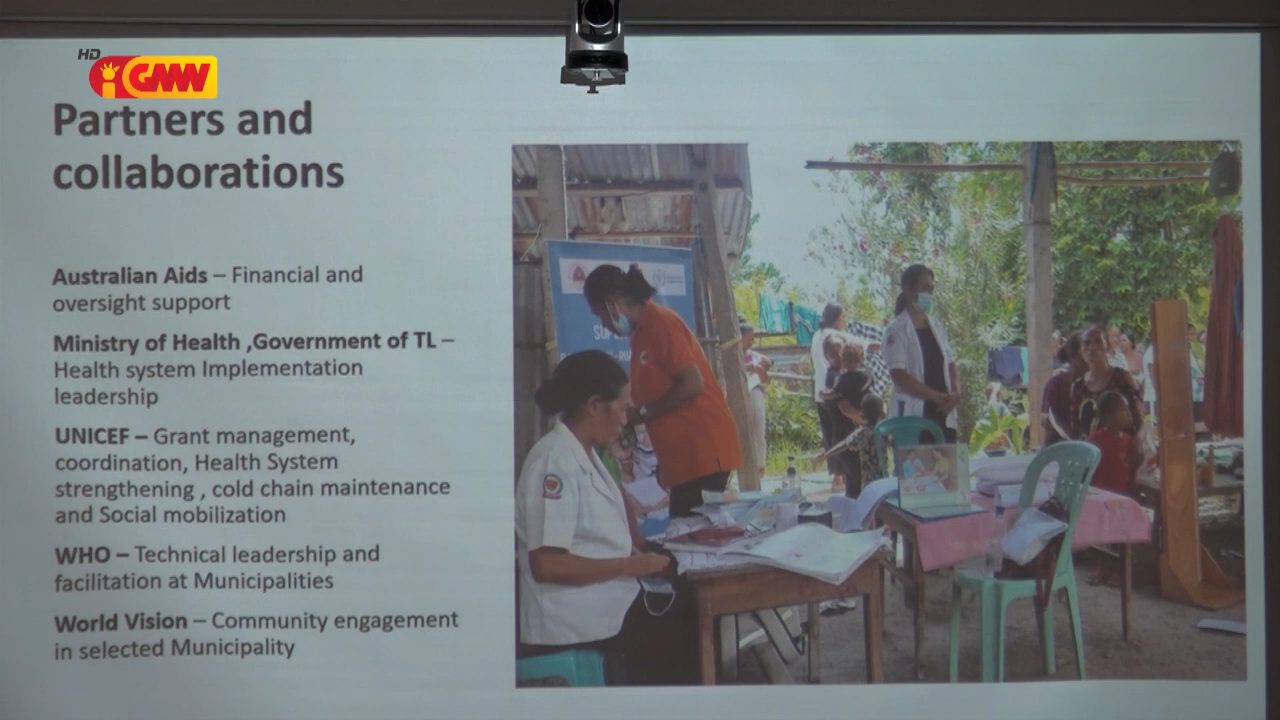 HD
iGMW
Partners and
collaborations
Australian Aids – Financial and
oversight support
Ministry of Health ,Government of TL –
Health system Implementation
leadership
UNICEF – Grant management,
coordination, Health System
strengthening , cold chain maintenance
and Social mobilization
WHO – Technical leadership and
facilitation at Municipalities
World Vision – Community engagement
in selected Municipality